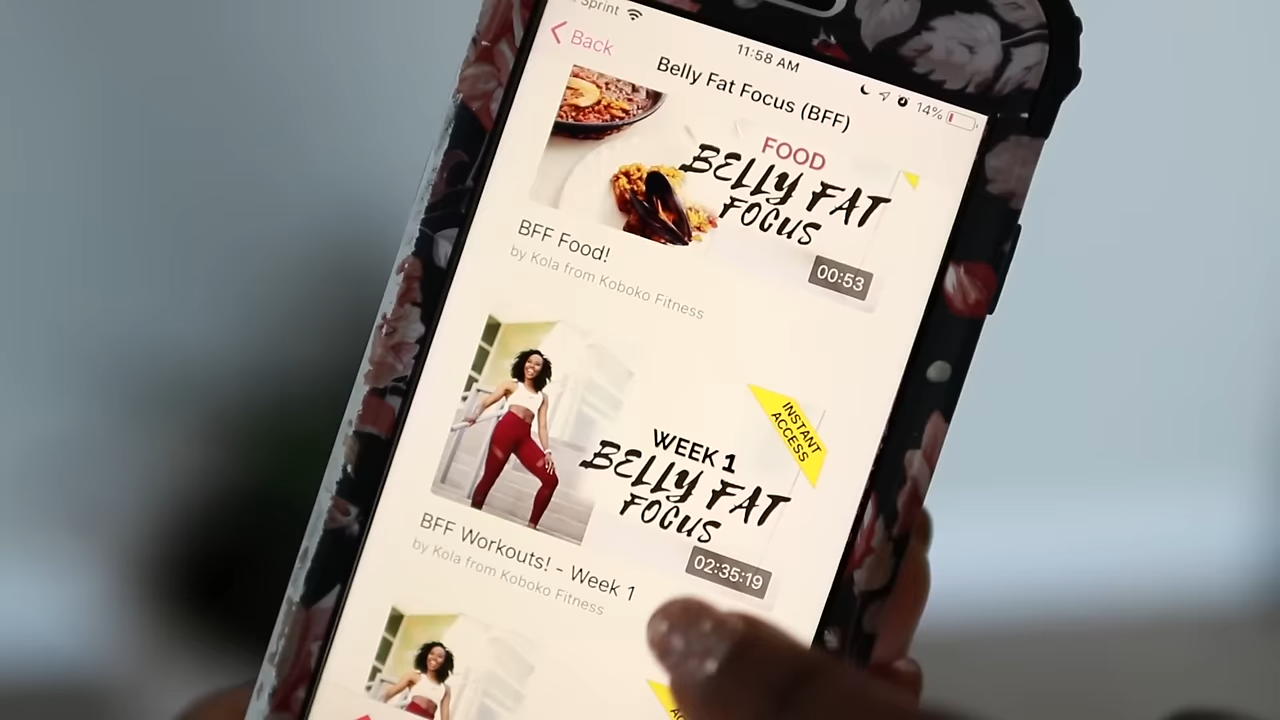 Sprint
11:58 AM
14%
Back
Belly Fat Focus (BFF)
FOOD
BELLY FAT
FOCUS
00:53
BFF Food!
by Kola from Koboko Fitness
INSTANT
ACCESS
WEEK 1
BELLY FAT
FOCUS
02:35:19
BFF Workouts! - Week 1
by Kola from Koboko Fitness